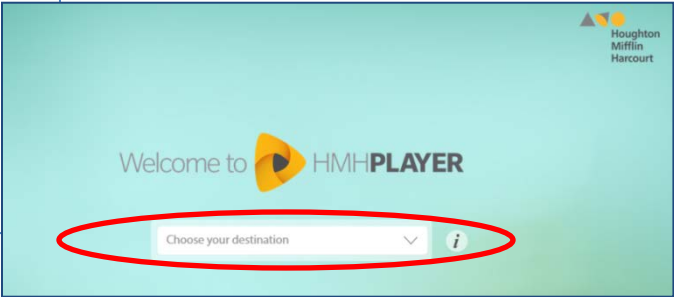 Houghton
Mifflin
Harcourt
Welcome to HMHPLAYER
Choose your destination
i